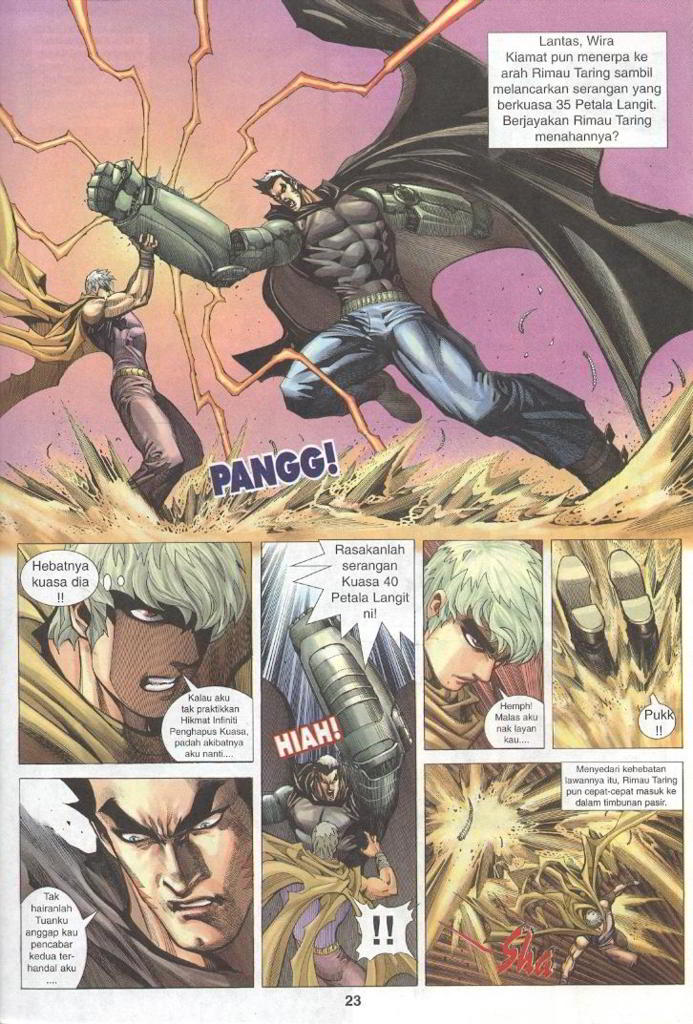 Lantas, Wira
Kiamat pun menerpa ke
arah Rimau Taring sambil
melancarkan serangan yang
berkuasa 35 Petala Langit.
Berjayakan Rimau Taring
menahannya?
PANGG!
Hebatnya
kuasa dia
!!
Kalau aku
tak praktikkan
Hikmat Infiniti
Penghapus Kuasa,
padah akibatnya
aku nanti....
Tak
hairanlah
Tuanku
anggap kau
pencabar
kedua ter-
handal aku
....
Rasakanlah
serangan
Kuasa 40
Petala Langit
ni!
HIAH!
!!
Hemph!
Malas aku
nak layan
kau....
Pukk
!!
Menyedari kehebatan
lawannya itu, Rimau Taring
pun cepat-cepat masuk ke
dalam timbunan pasir.
Sha
23